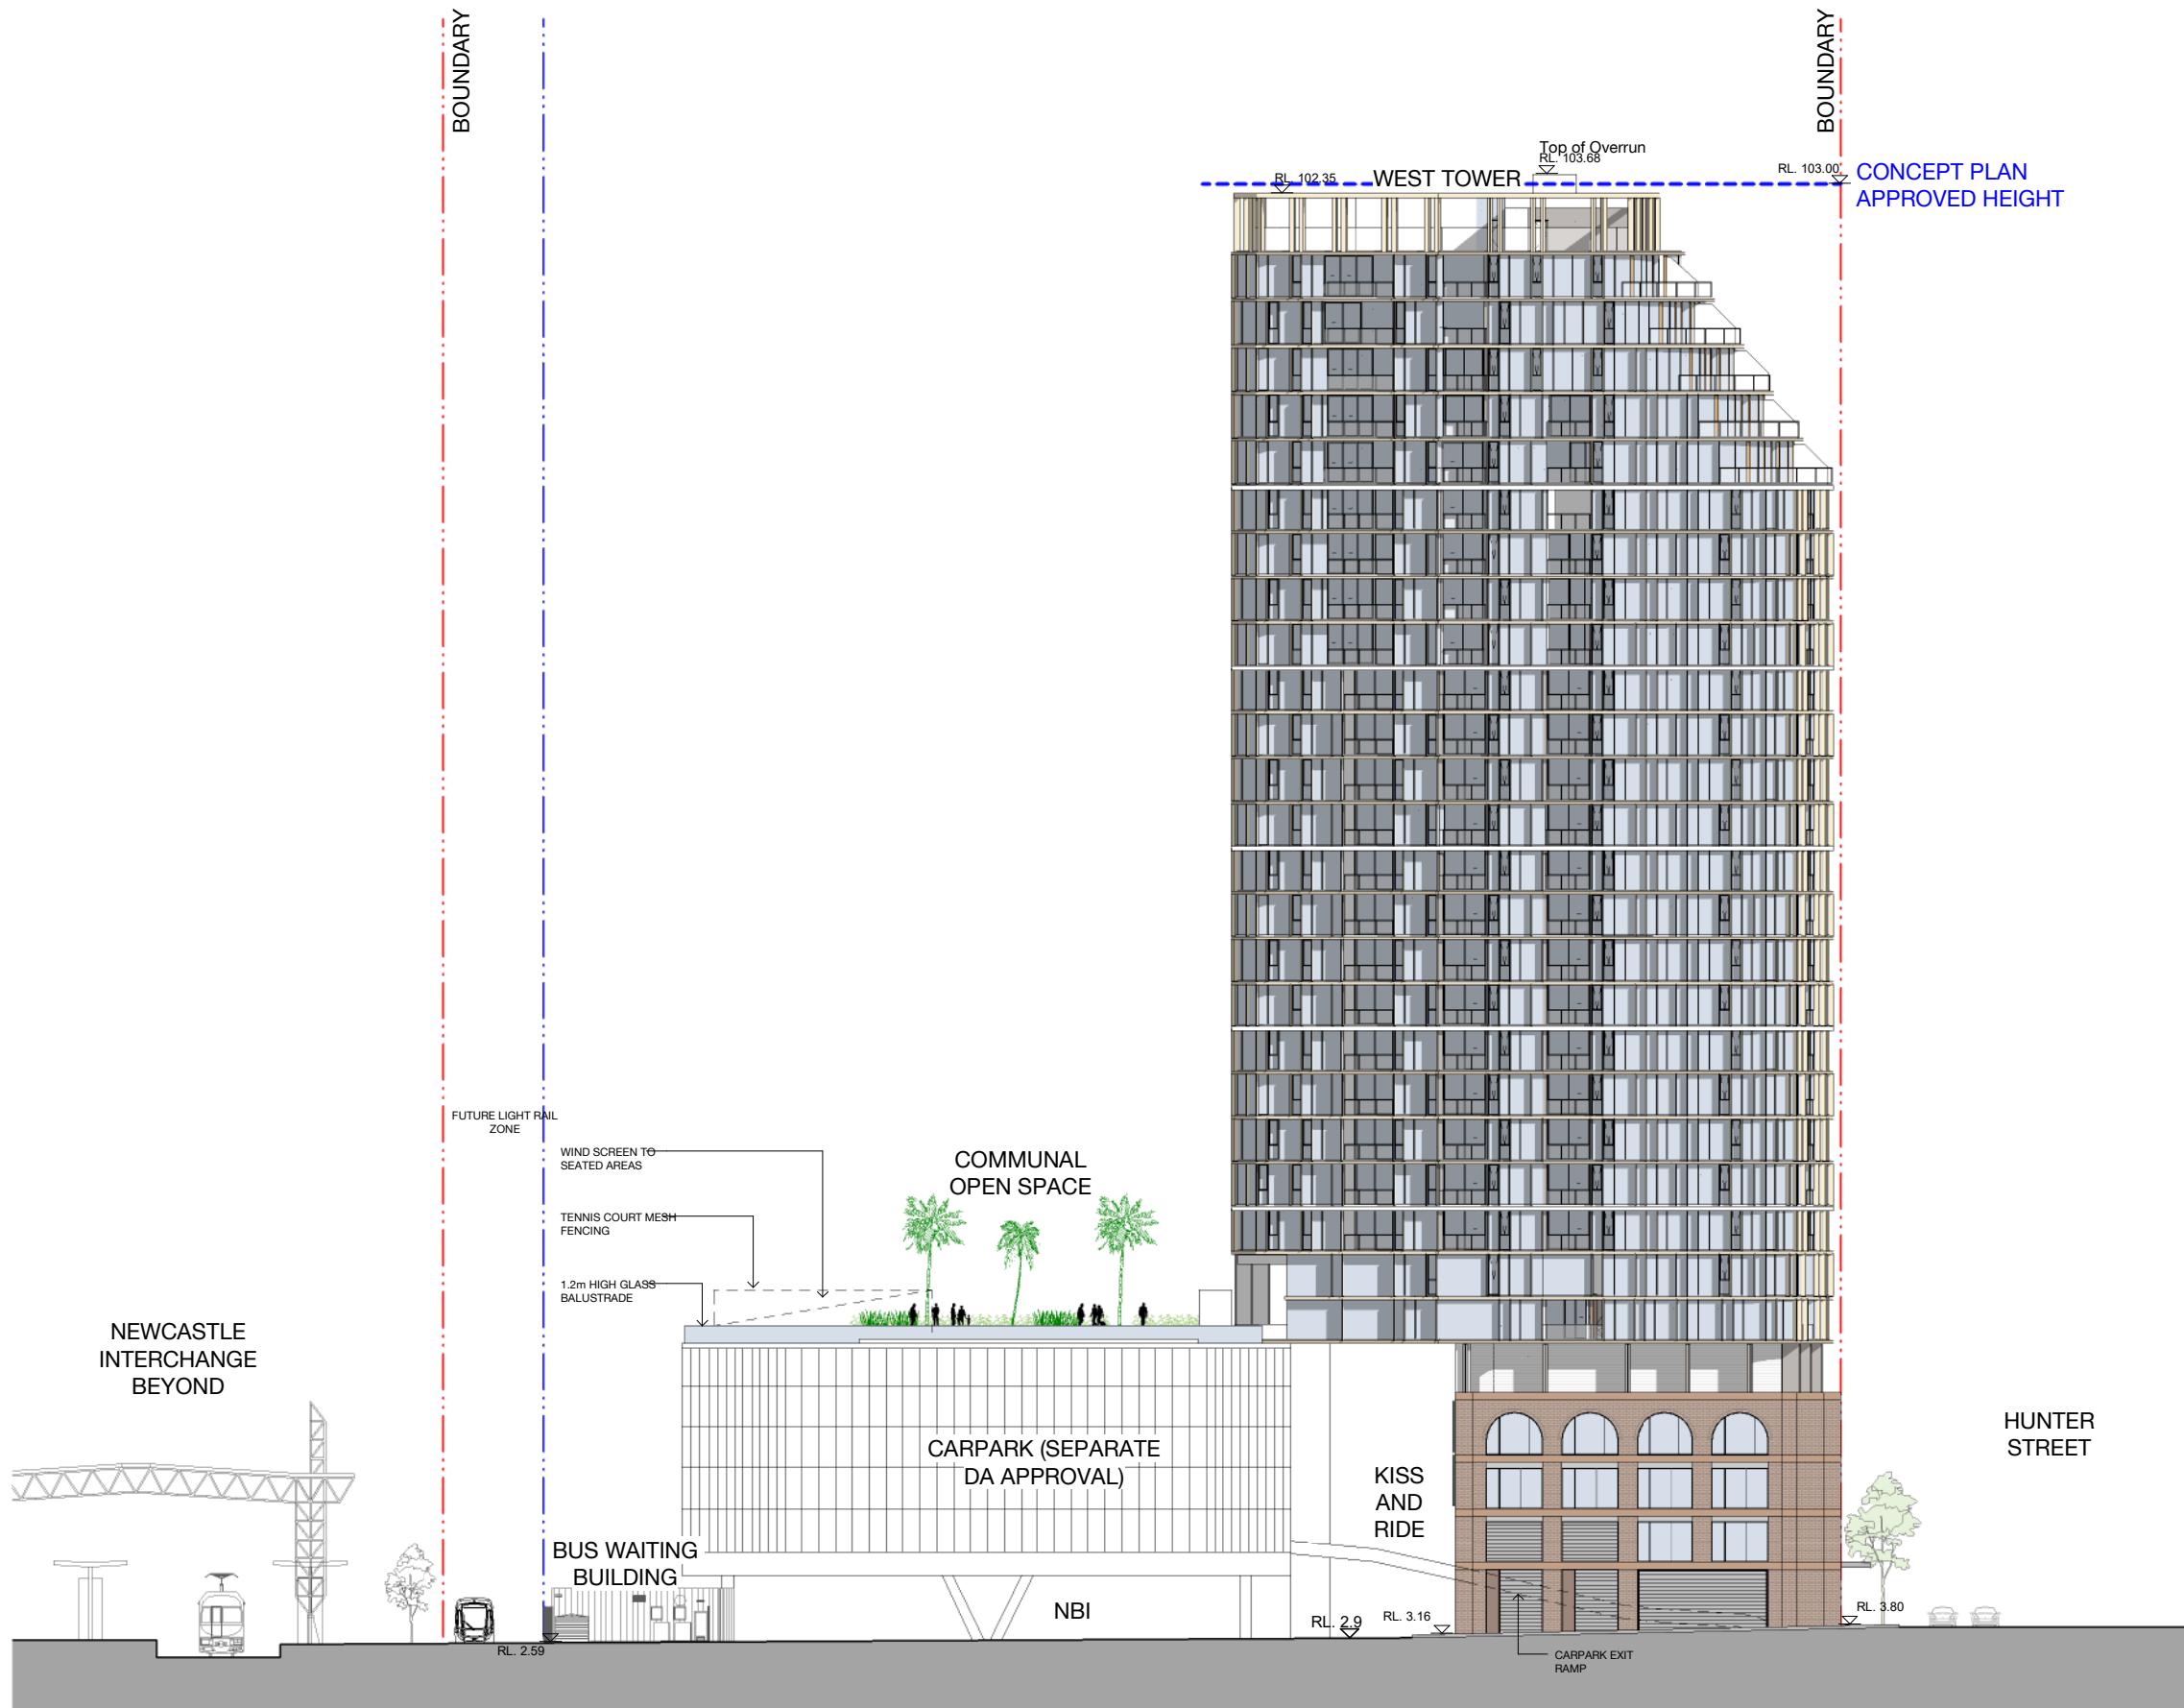 BOUNDARY
BOUNDARY
Top of Overrun
RL. 103.68
RL. 102.35
WEST TOWER
RL. 103.00
CONCEPT PLAN
APPROVED HEIGHT
FUTURE LIGHT RAIL
ZONE
WIND SCREEN TO
SEATED AREAS
COMMUNAL
OPEN SPACE
TENNIS COURT MESH
FENCING
1.2m HIGH GLASS
BALUSTRADE
NEWCASTLE
INTERCHANGE
BEYOND
HUNTER
STREET
CARPARK (SEPARATE
DA APPROVAL)
KISS
AND
RIDE
BUS WAITING
BUILDING
NBI
RL. 2.9
RL. 3.16
RL. 3.80
RL. 2.59
CARPARK EXIT
RAMP